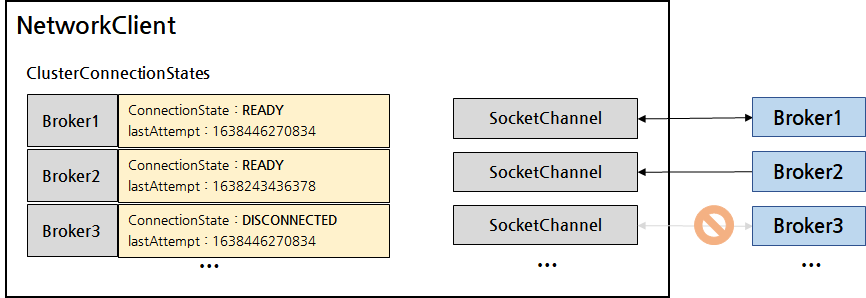 NetworkClient
ClusterConnectionStates
Broker1
ConnectionState : READY
lastAttempt : 1638446270834
SocketChannel
Broker1
Broker2
ConnectionState : READY
lastAttempt : 1638243436378
SocketChannel
Broker2
Broker3
ConnectionState : DISCONNECTED
lastAttempt : 1638446270834
SocketChannel
Broker3
...
...
...